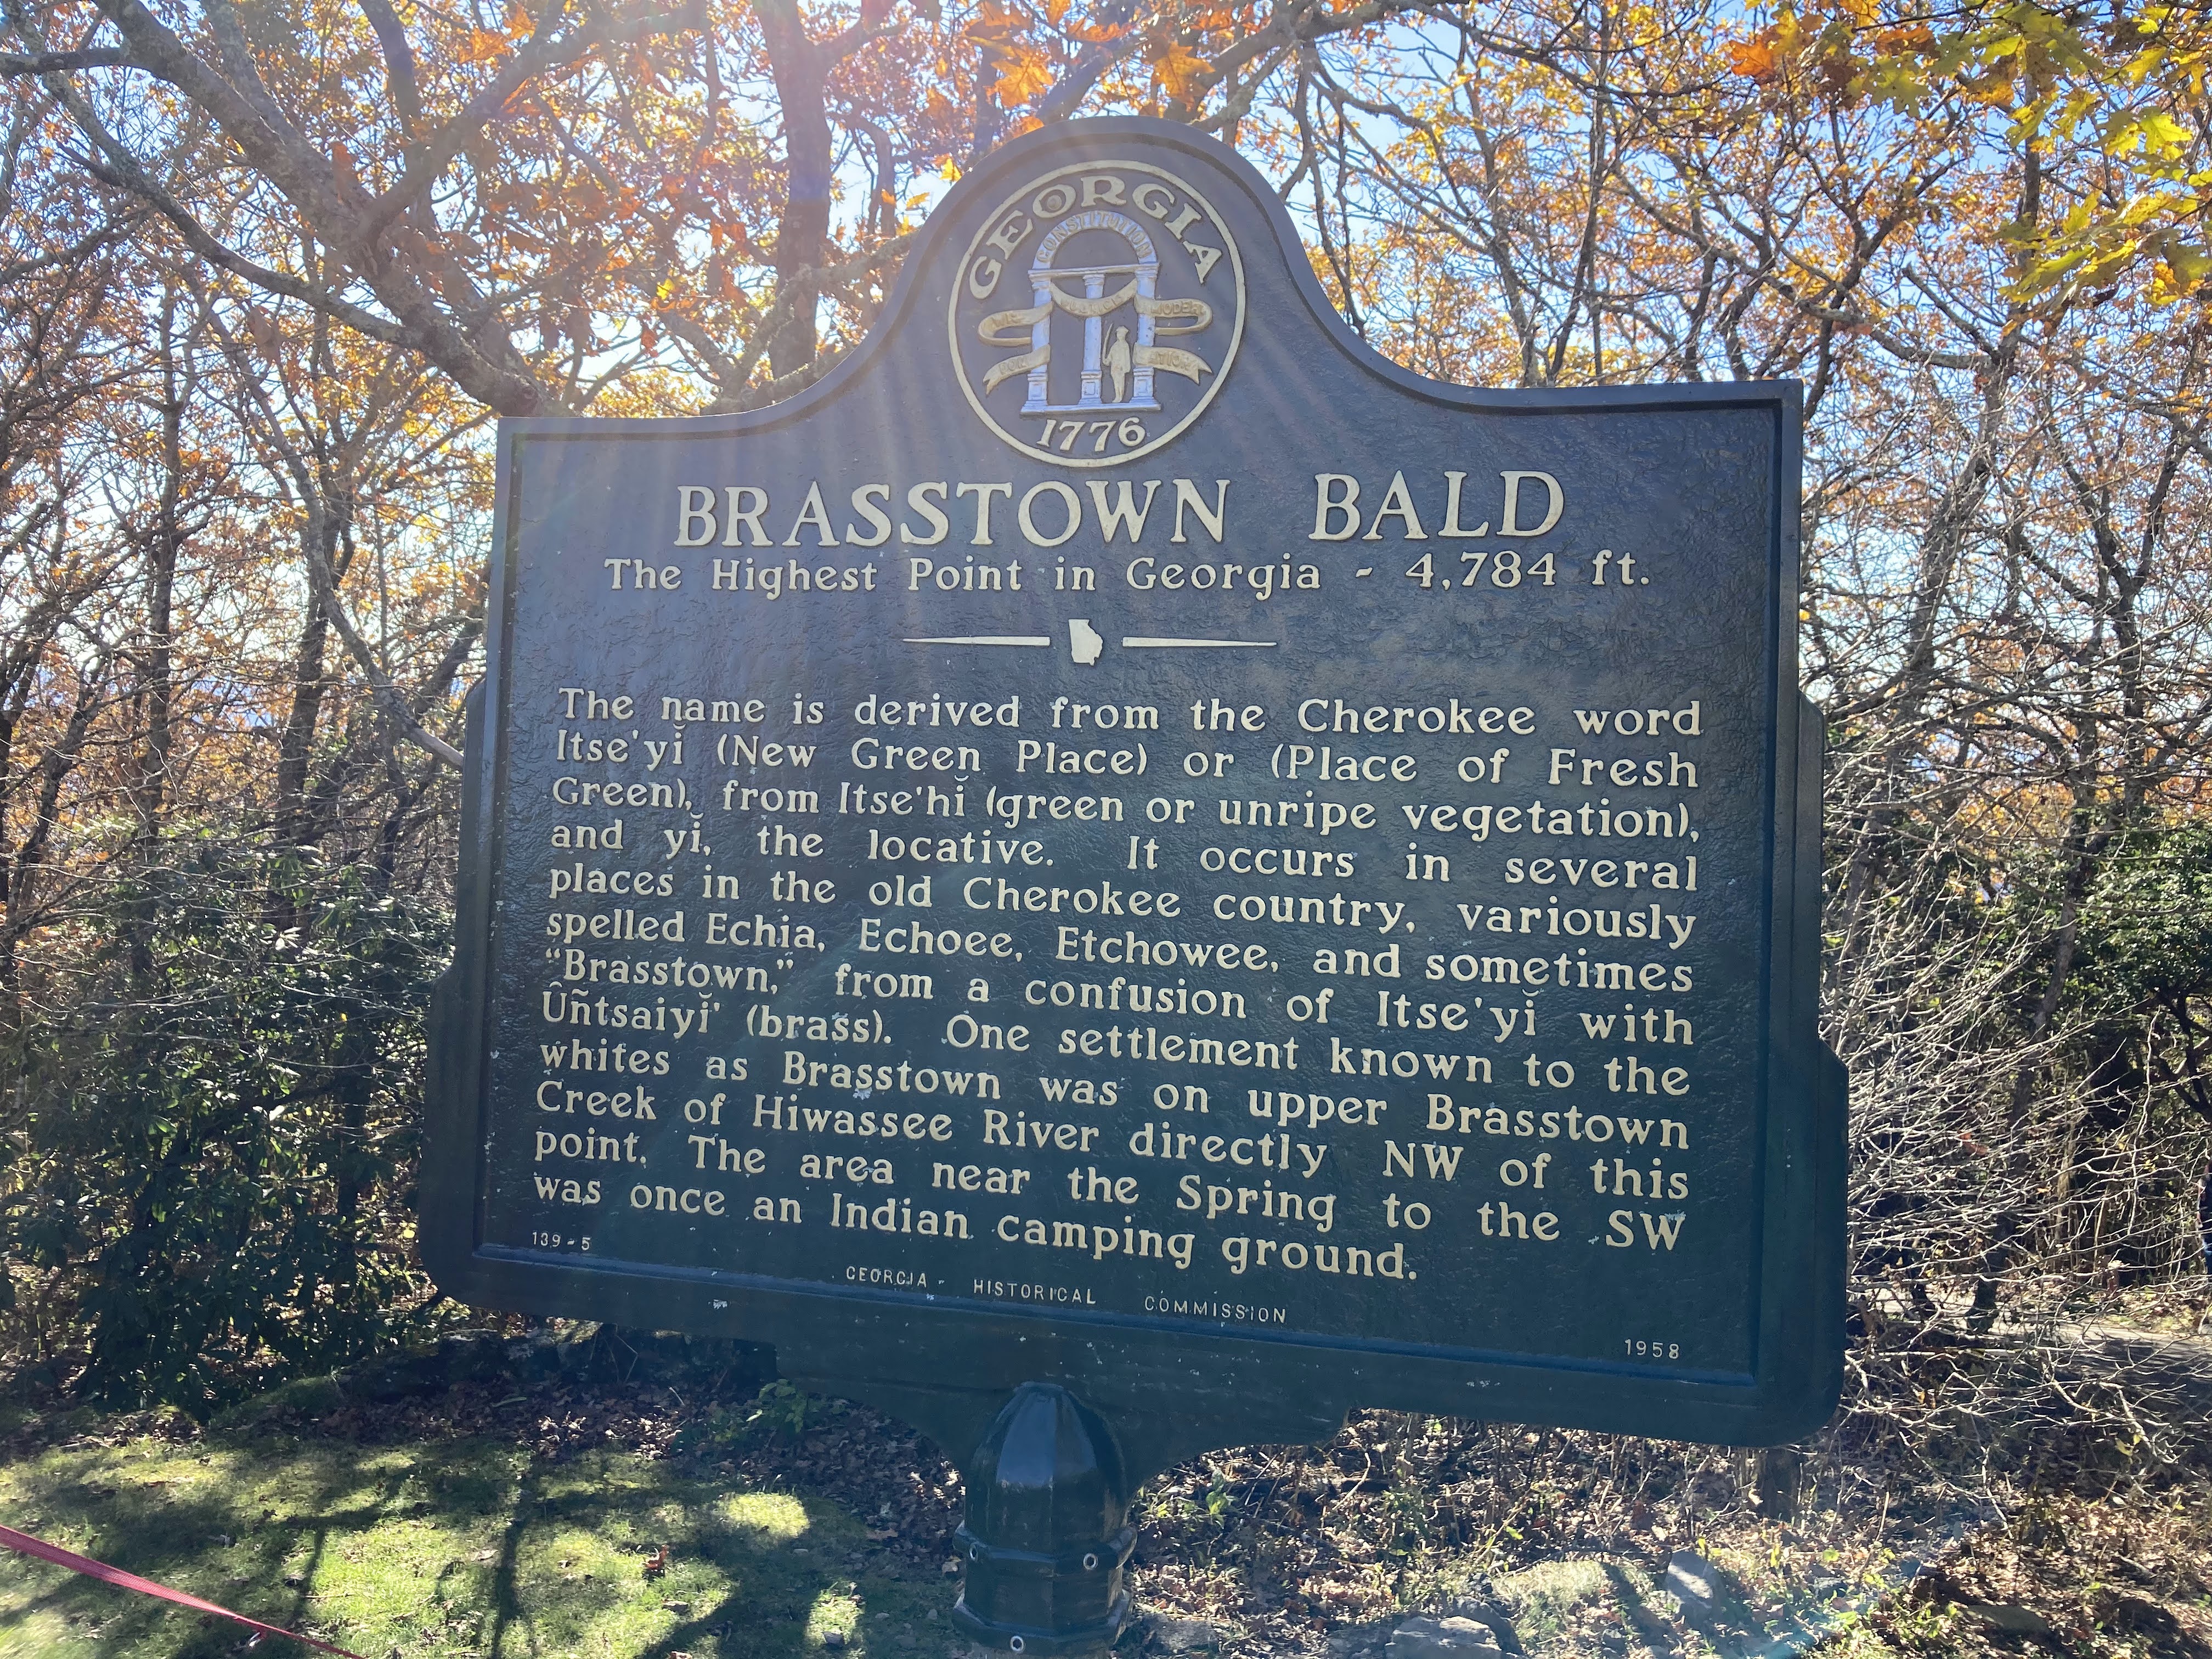 GEORGIA
CONSTITUTION
1776
BRASSTOWN BALD
The Highest Point in Georgia - 4,784 ft.
The name is derived from the Cherokee word
Itse'yĭ (New Green Place) or (Place of Fresh
Green), from Itse'hĭ (green or unripe vegetation),
and yĭ, the locative. It occurs in several
places in the old Cherokee country, variously
spelled Echia, Echoee, Etchowee, and sometimes
“Brasstown,” from a confusion of Itse'yĭ with
Ûñtsaiyĭ' (brass). One settlement known to the
whites as Brasstown was on upper Brasstown
Creek of Hiwassee River directly NW of this
point. The area near the Spring to the SW
was once an Indian camping ground.
139-5
GEORGIA - HISTORICAL COMMISSION
1958